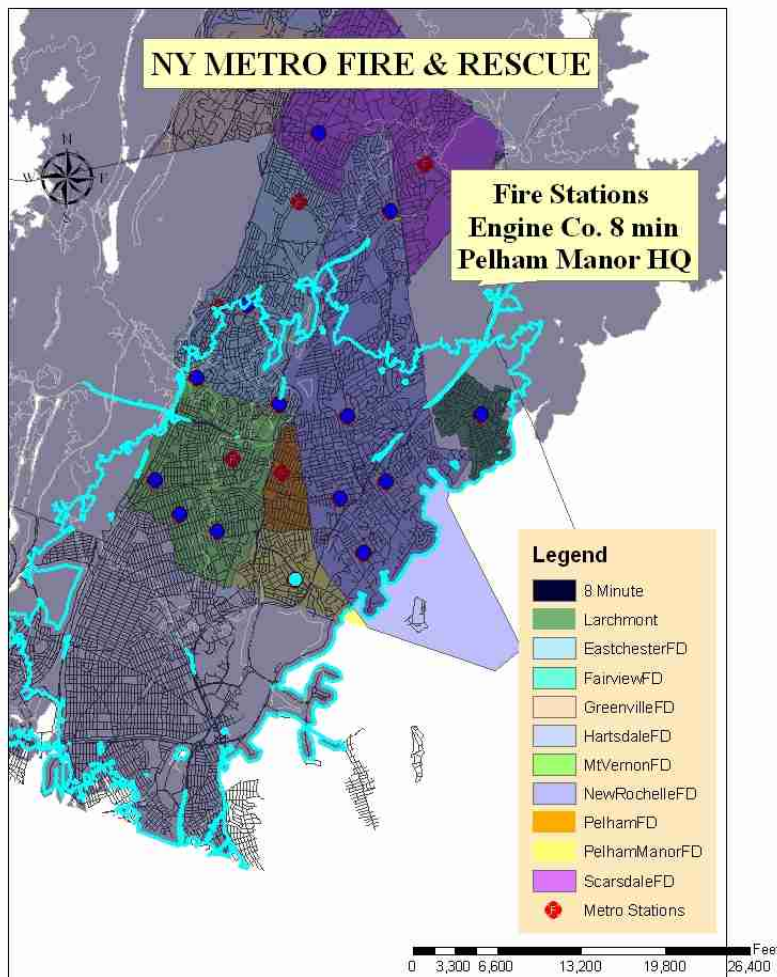 NY METRO FIRE & RESCUE
N
W E
S
Fire Stations
Engine Co. 8 min
Pelham Manor HQ
Legend
8 Minute
Larchmont
EastchesterFD
FairviewFD
GreenvilleFD
HartsdaleFD
MtVernonFD
NewRochelleFD
PelhamFD
PelhamManorFD
ScarsdaleFD
F Metro Stations
Feet
0 3,300 6,600 13,200 19,800 26,400